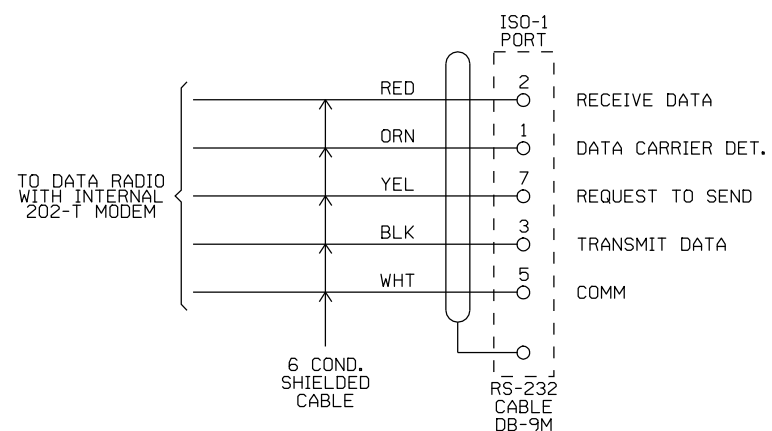 ISO-1
PORT
RED
2
RECEIVE DATA
ORN
1
DATA CARRIER DET.
YEL
7
REQUEST TO SEND
TO DATA RADIO
WITH INTERNAL
202-T MODEM
BLK
3
TRANSMIT DATA
WHT
5
COMM
6 COND.
SHIELDED
CABLE
RS-232
CABLE
DB-9M